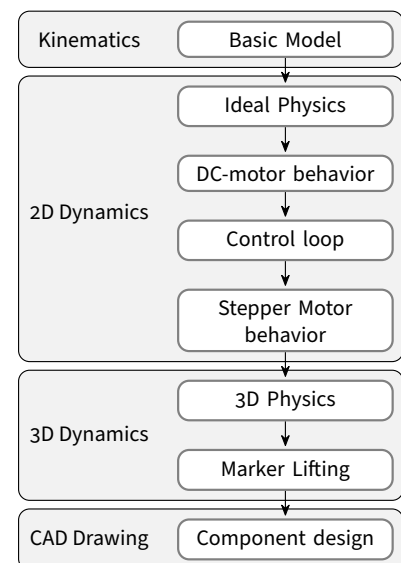 Kinematics
Basic Model
2D Dynamics
Ideal Physics
DC-motor behavior
Control loop
Stepper Motor
behavior
3D Dynamics
3D Physics
Marker Lifting
CAD Drawing
Component design